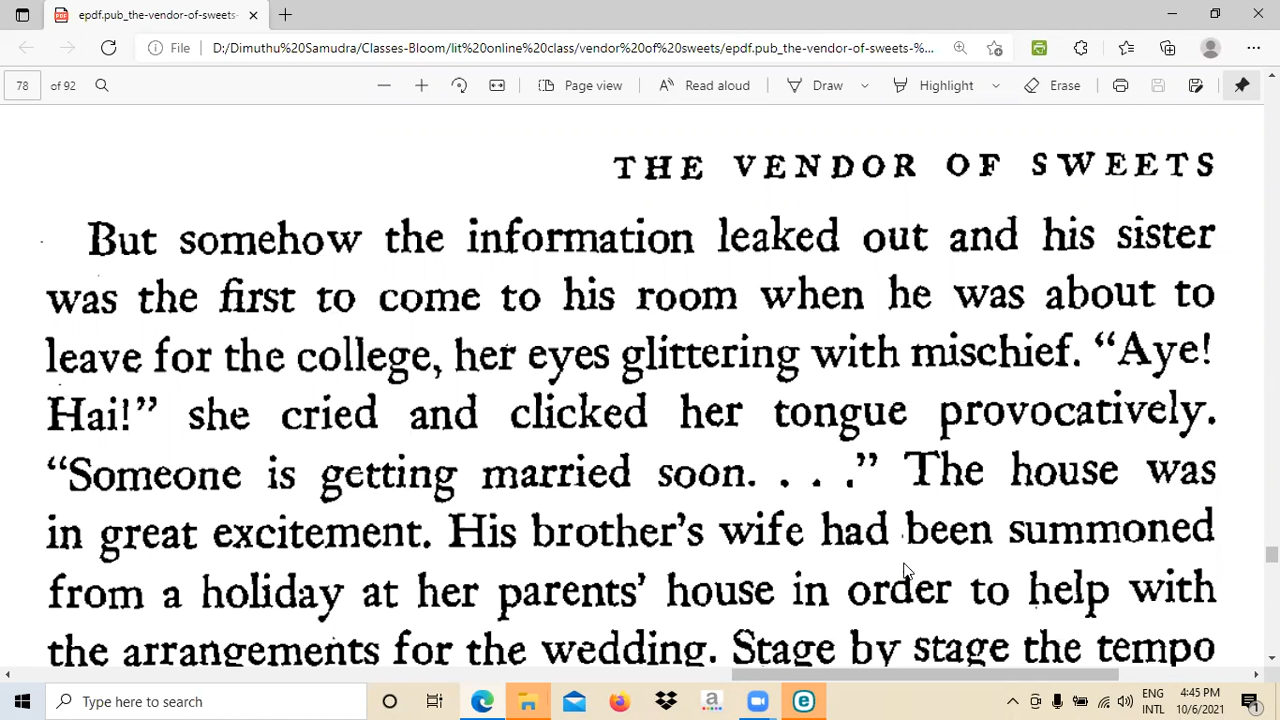 epdf.pub_the-vendor-of-sweets-
File D:/Dimuthu%20Samudra/Classes-Bloom/lit%20online%20class/vendor%20of%20sweets/epdf.pub_the-vendor-of-sweets-%...
78 of 92 Page view Read aloud Draw Highlight Erase
THE VENDOR OF SWEETS
But somehow the information leaked out and his sister
was the first to come to his room when he was about to
leave for the college, her eyes glittering with mischief. “Aye!
Hai!” she cried and clicked her tongue provocatively.
“Someone is getting married soon. . . .” The house was
in great excitement. His brother’s wife had been summoned
from a holiday at her parents’ house in order to help with
the arrangements for the wedding. Stage by stage the tempo
Type here to search
ENG 4:45 PM
INTL 10/6/2021